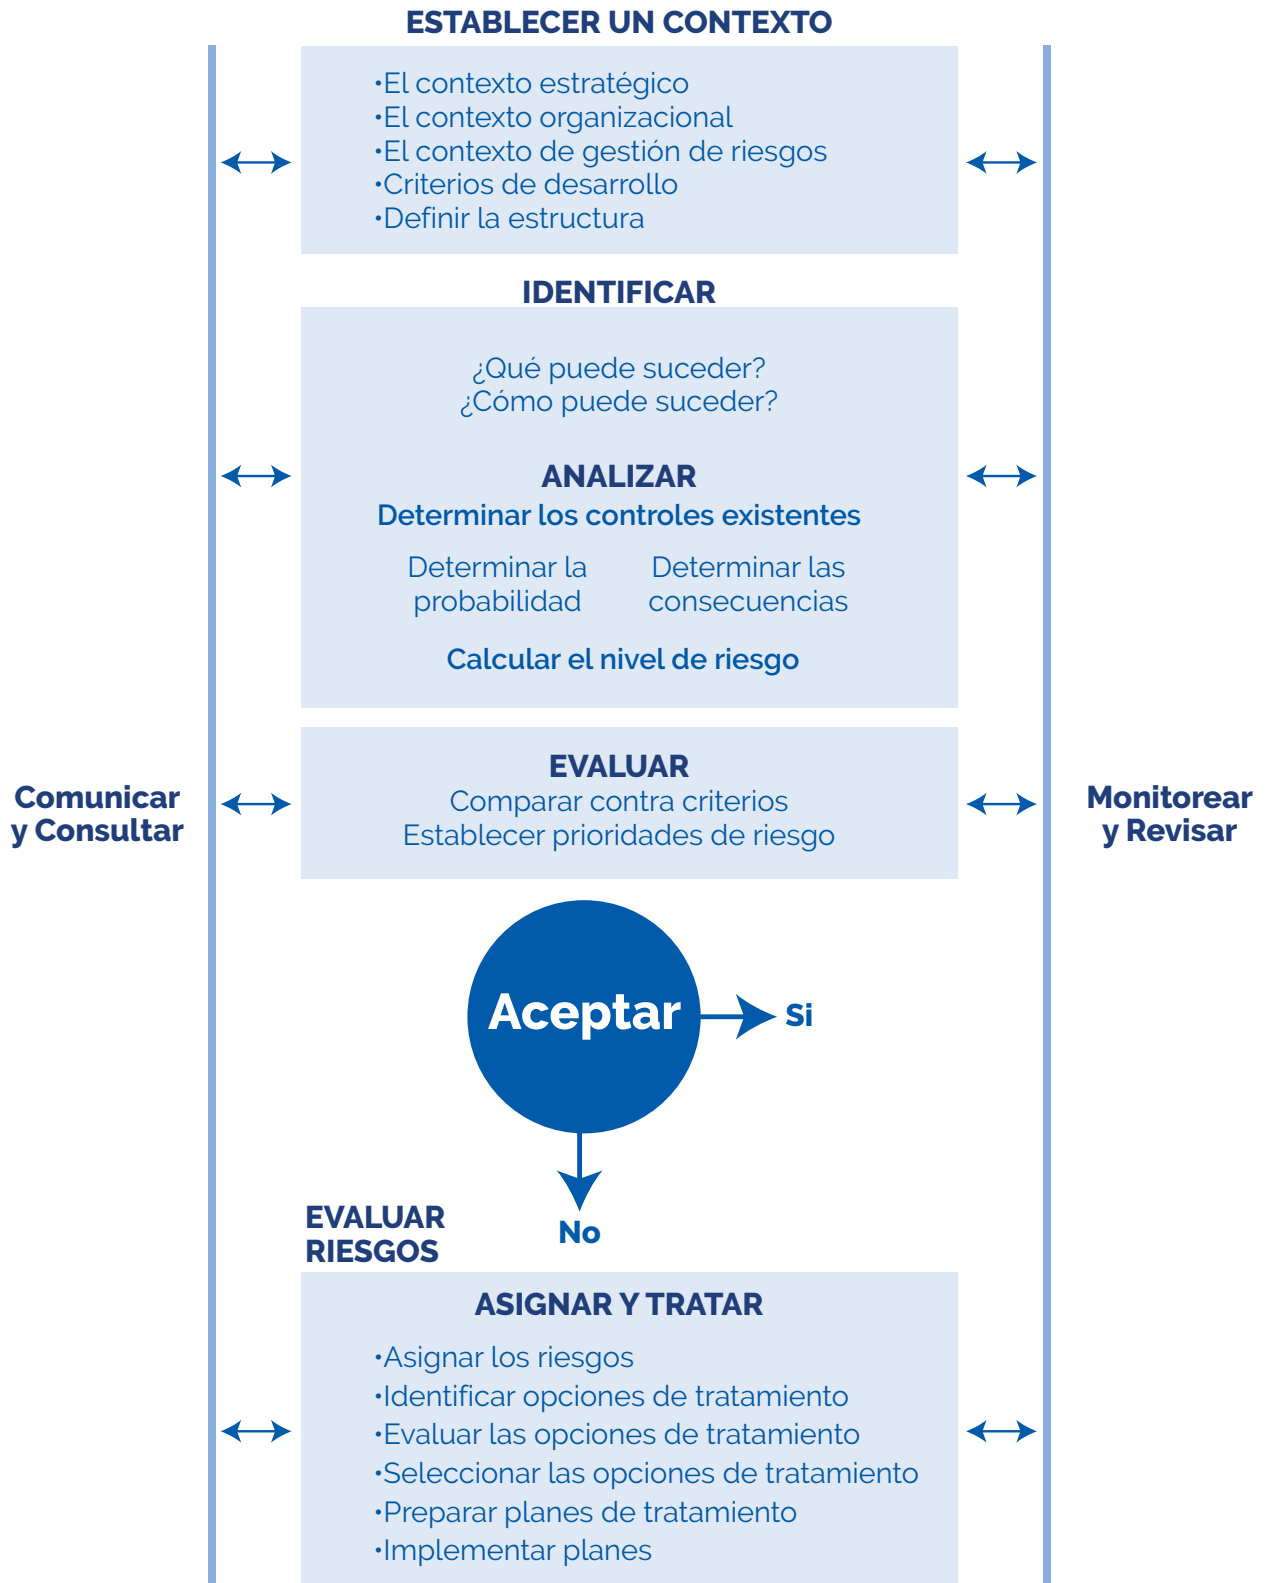 ESTABLECER UN CONTEXTO
•El contexto estratégico
•El contexto organizacional
•El contexto de gestión de riesgos
•Criterios de desarrollo
•Definir la estructura
IDENTIFICAR
¿Qué puede suceder?
¿Cómo puede suceder?
ANALIZAR
Determinar los controles existentes
Determinar la
probabilidad
Determinar las
consecuencias
Calcular el nivel de riesgo
Comunicar
y Consultar
EVALUAR
Comparar contra criterios
Establecer prioridades de riesgo
Monitorear
y Revisar
Aceptar
Si
No
EVALUAR
RIESGOS
ASIGNAR Y TRATAR
•Asignar los riesgos
•Identificar opciones de tratamiento
•Evaluar las opciones de tratamiento
•Seleccionar las opciones de tratamiento
•Preparar planes de tratamiento
•Implementar planes